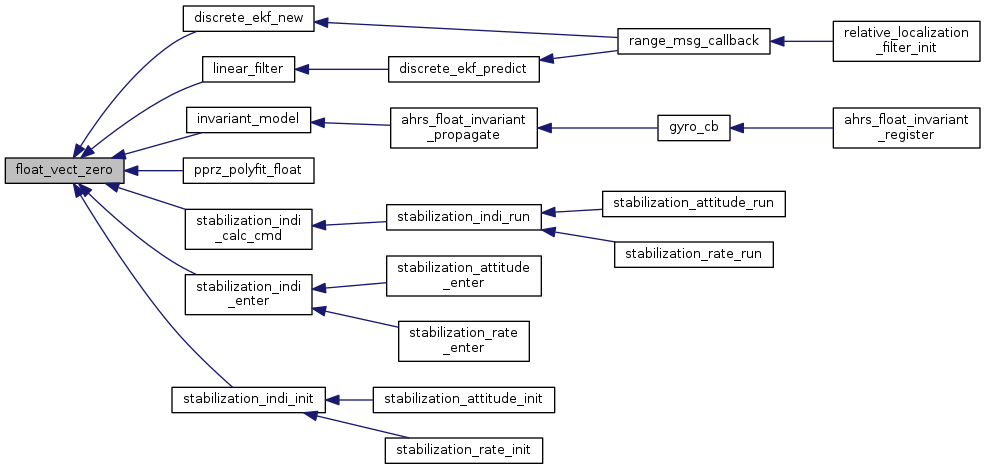 discrete_ekf_new
range_msg_callback
relative_localization
_filter_init
linear_filter
discrete_ekf_predict
invariant_model
ahrs_float_invariant
_propagate
gyro_cb
ahrs_float_invariant
_register
float_vect_zero
pprz_polyfit_float
stabilization_indi
_calc_cmd
stabilization_indi_run
stabilization_attitude_run
stabilization_rate_run
stabilization_indi
_enter
stabilization_attitude
_enter
stabilization_rate
_enter
stabilization_indi_init
stabilization_attitude_init
stabilization_rate_init